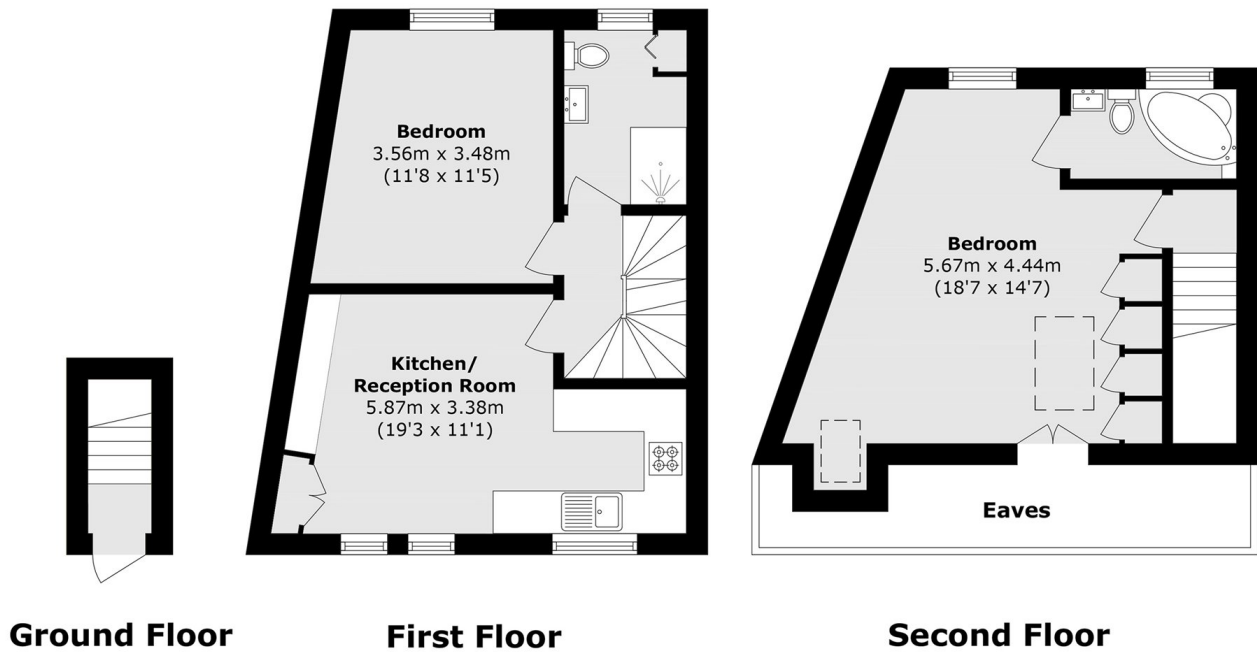 Bedroom
3.56m x 3.48m
(11'8 x 11'5)
Kitchen/
Reception Room
5.87m x 3.38m
(19'3 x 11'1)
Bedroom
5.67m x 4.44m
(18'7 x 14'7)
Eaves
Ground Floor
First Floor
Second Floor